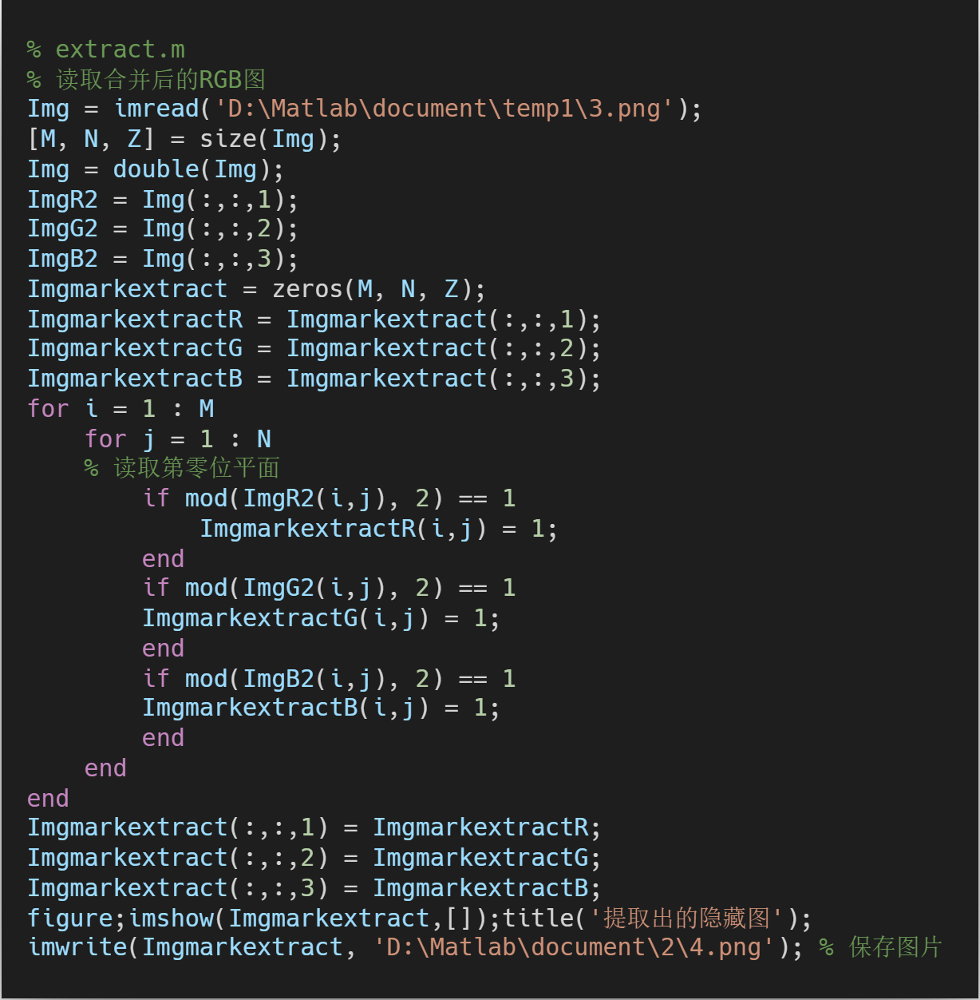 % extract.m
% 读取合并后的RGB图
Img = imread('D:\Matlab\document\temp1\3.png');
[M, N, Z] = size(Img);
Img = double(Img);
ImgR2 = Img(:,:,1);
ImgG2 = Img(:,:,2);
ImgB2 = Img(:,:,3);
Imgmarkextract = zeros(M, N, Z);
ImgmarkextractR = Imgmarkextract(:,:,1);
ImgmarkextractG = Imgmarkextract(:,:,2);
ImgmarkextractB = Imgmarkextract(:,:,3);
for i = 1 : M
    for j = 1 : N
    % 读取第零位平面
        if mod(ImgR2(i,j), 2) == 1
            ImgmarkextractR(i,j) = 1;
        end
        if mod(ImgG2(i,j), 2) == 1
        ImgmarkextractG(i,j) = 1;
        end
        if mod(ImgB2(i,j), 2) == 1
        ImgmarkextractB(i,j) = 1;
        end
    end
end
Imgmarkextract(:,:,1) = ImgmarkextractR;
Imgmarkextract(:,:,2) = ImgmarkextractG;
Imgmarkextract(:,:,3) = ImgmarkextractB;
figure;imshow(Imgmarkextract,[]);title('提取出的隐藏图');
imwrite(Imgmarkextract, 'D:\Matlab\document\2\4.png'); % 保存图片